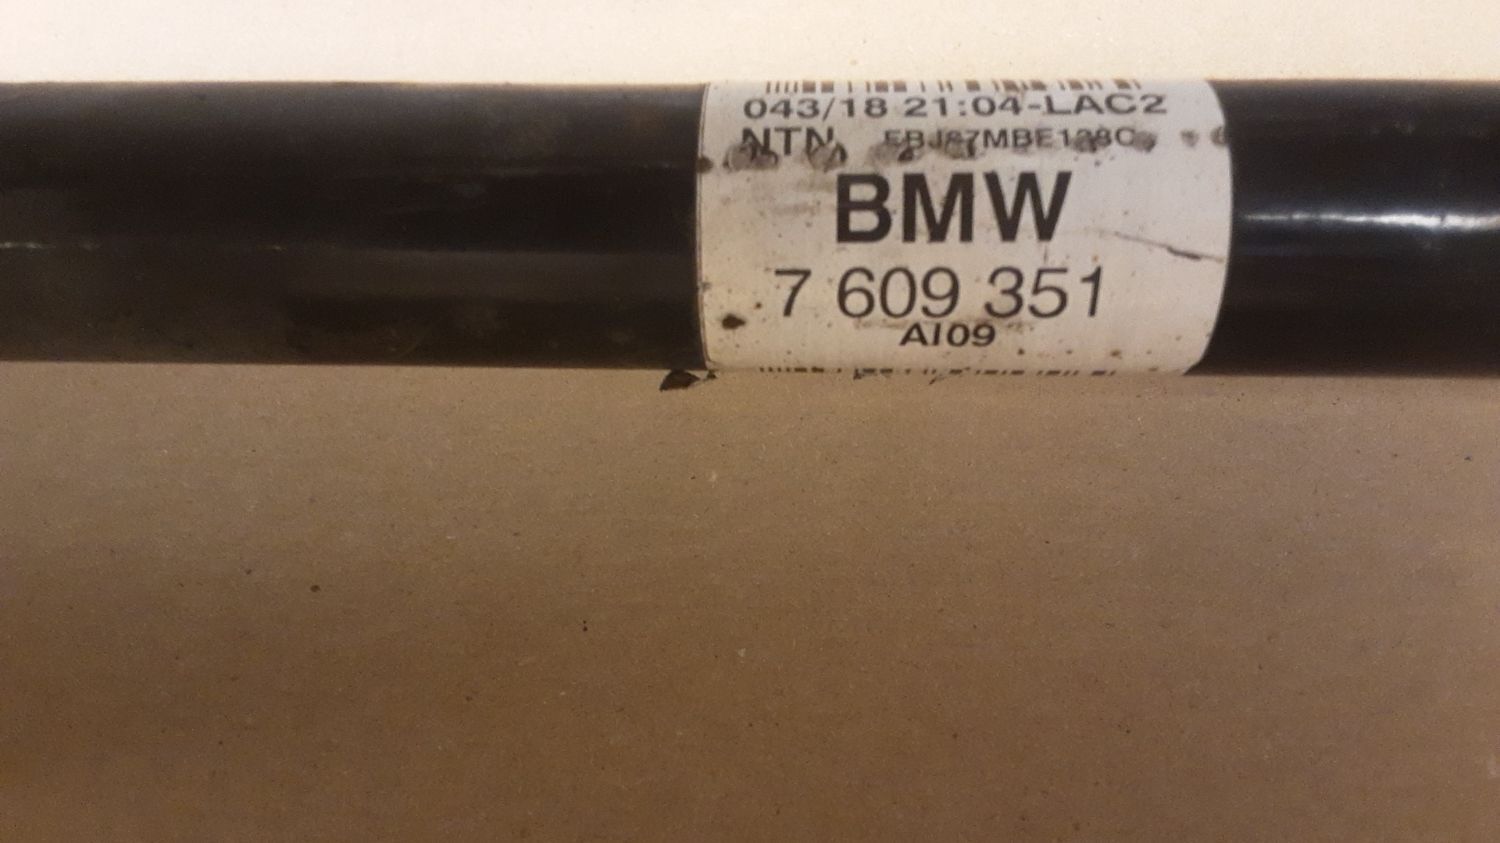 043/18 21:04-LAC2
NTN
BMW
7 609 351
AI09